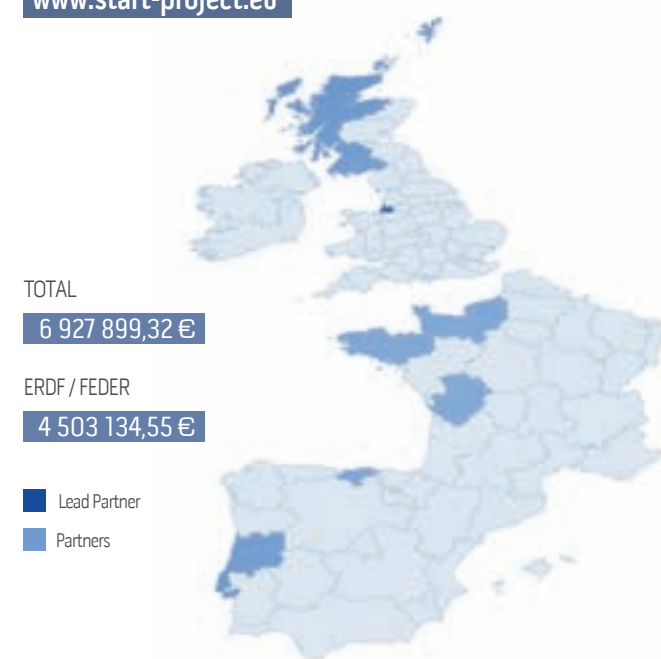 www.start-project.eu
TOTAL
6 927 899,32 €
ERDF / FEDER
4 503 134,55 €
Lead Partner
Partners